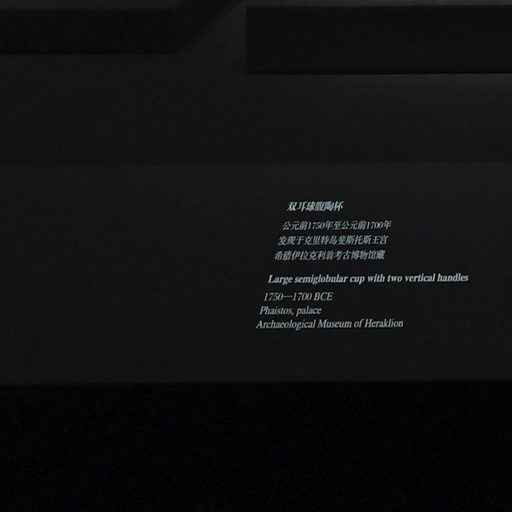 双耳球腹陶杯
公元前1750年至公元前1700年
发现于克里特岛斐斯托斯王宫
希腊伊拉克利翁考古博物馆藏
Large semiglobular cup with two vertical handles
1750—1700 BCE
Phaistos, palace
Archaeological Museum of Heraklion